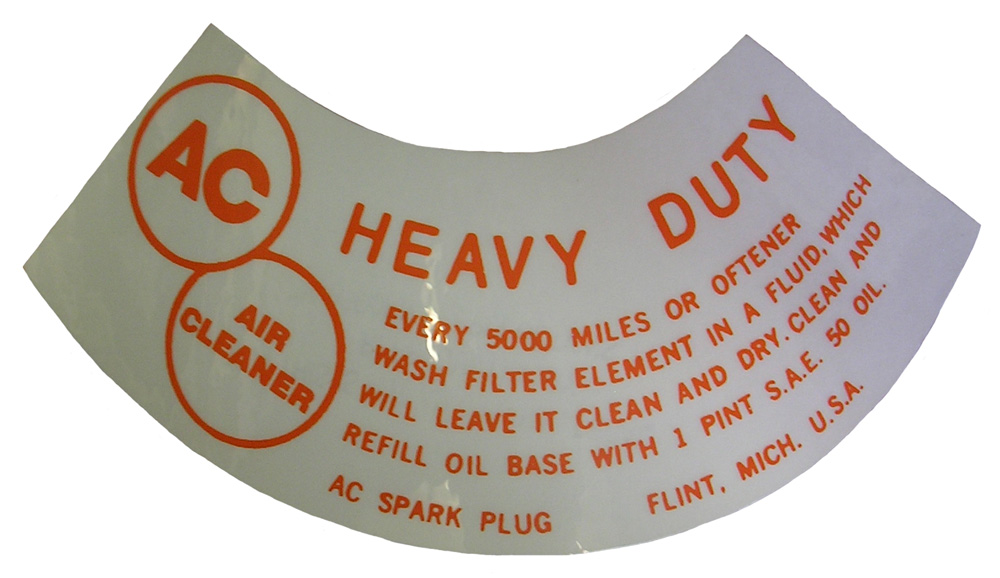 AC
AIR
CLEANER
HEAVY DUTY
EVERY 5000 MILES OR OFTENER
WASH FILTER ELEMENT IN A FLUID, WHICH
WILL LEAVE IT CLEAN AND DRY. CLEAN AND
REFILL OIL BASE WITH 1 PINT S.A.E. 50 OIL.
AC SPARK PLUG FLINT, MICH. U.S.A.